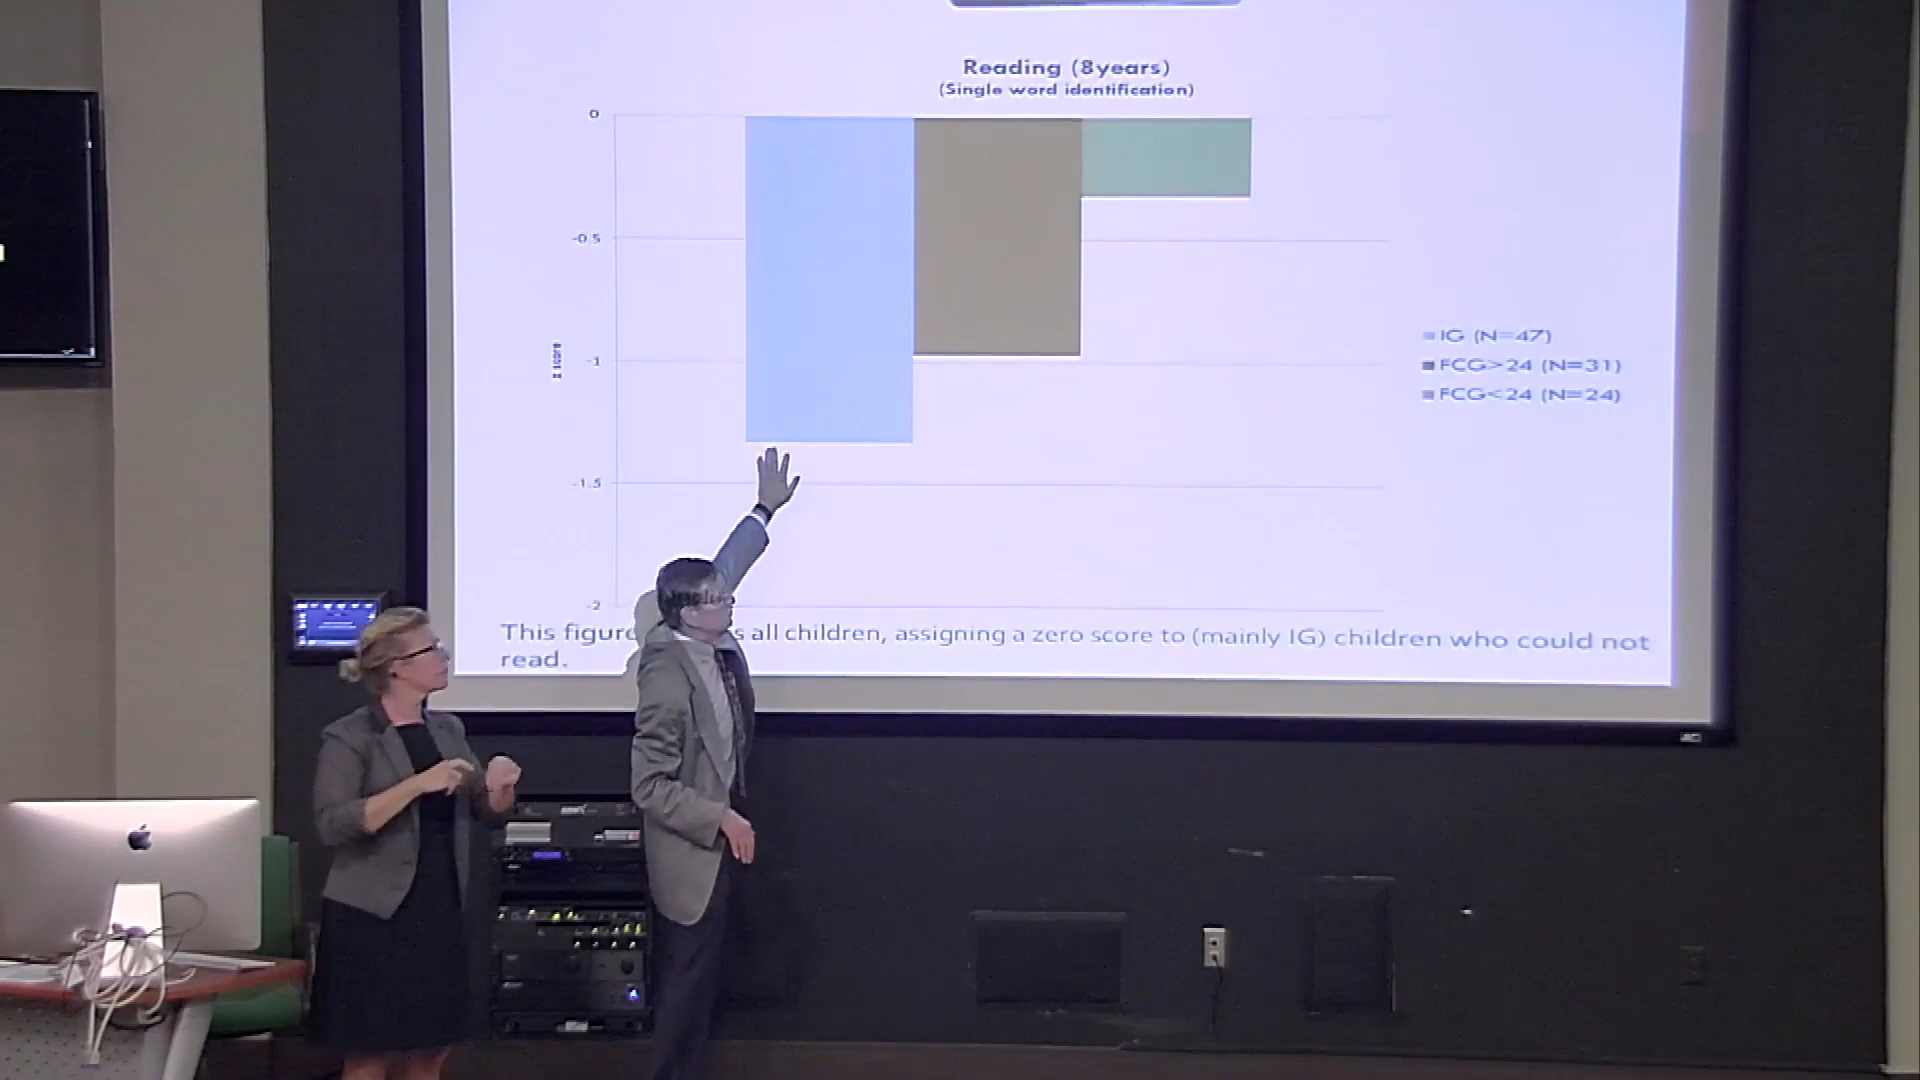 Reading (8years)
(Single word identification)
0
-0.5
-1
-1.5
-2
z score
IG (N=47)
FCG>24 (N=31)
FCG<24 (N=24)
This figure s all children, assigning a zero score to (mainly IG) children who could not
read.
JVC